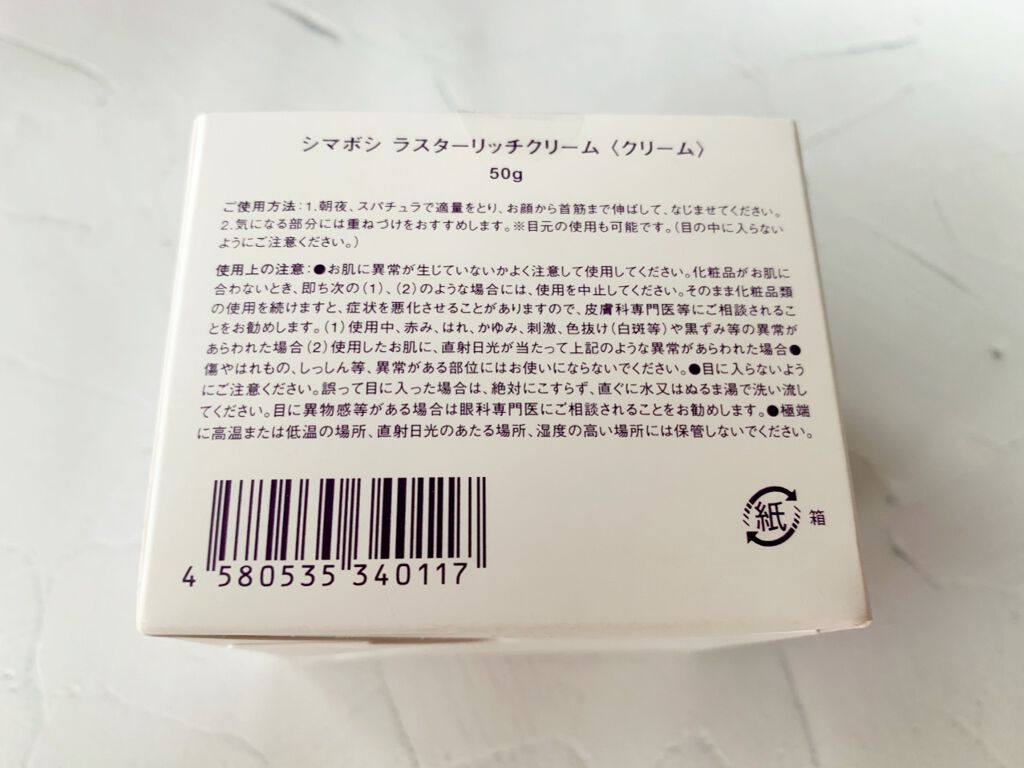 シマボシ ラスターリッチクリーム〈クリーム〉
50g
ご使用方法：1.朝夜、スパチュラで適量をとり、お顔から首筋まで伸ばして、なじませてください。
2.気になる部分には重ねづけをおすすめします。※目元の使用も可能です。（目の中に入らない
ようにご注意ください。）
使用上の注意：●お肌に異常が生じていないかよく注意して使用してください。化粧品がお肌に
合わないとき、即ち次の（1）、（2）のような場合には、使用を中止してください。そのまま化粧品類
の使用を続けますと、症状を悪化させることがありますので、皮膚科専門医等にご相談されるこ
とをお勧めします。（1）使用中、赤み、はれ、かゆみ、刺激、色抜け（白斑等）や黒ずみ等の異常が
あらわれた場合（2）使用したお肌に、直射日光が当たって上記のような異常があらわれた場合●
傷やはれもの、しっしん等、異常がある部位にはお使いにならないでください。●目に入らないよう
にご注意ください。誤って目に入った場合は、絶対にこすらず、直ぐに水又はぬるま湯で洗い流し
てください。目に異物感等がある場合は眼科専門医にご相談されることをお勧めします。●極端
に高温または低温の場所、直射日光のあたる場所、湿度の高い場所には保管しないでください。
4 580535 340117
紙 箱